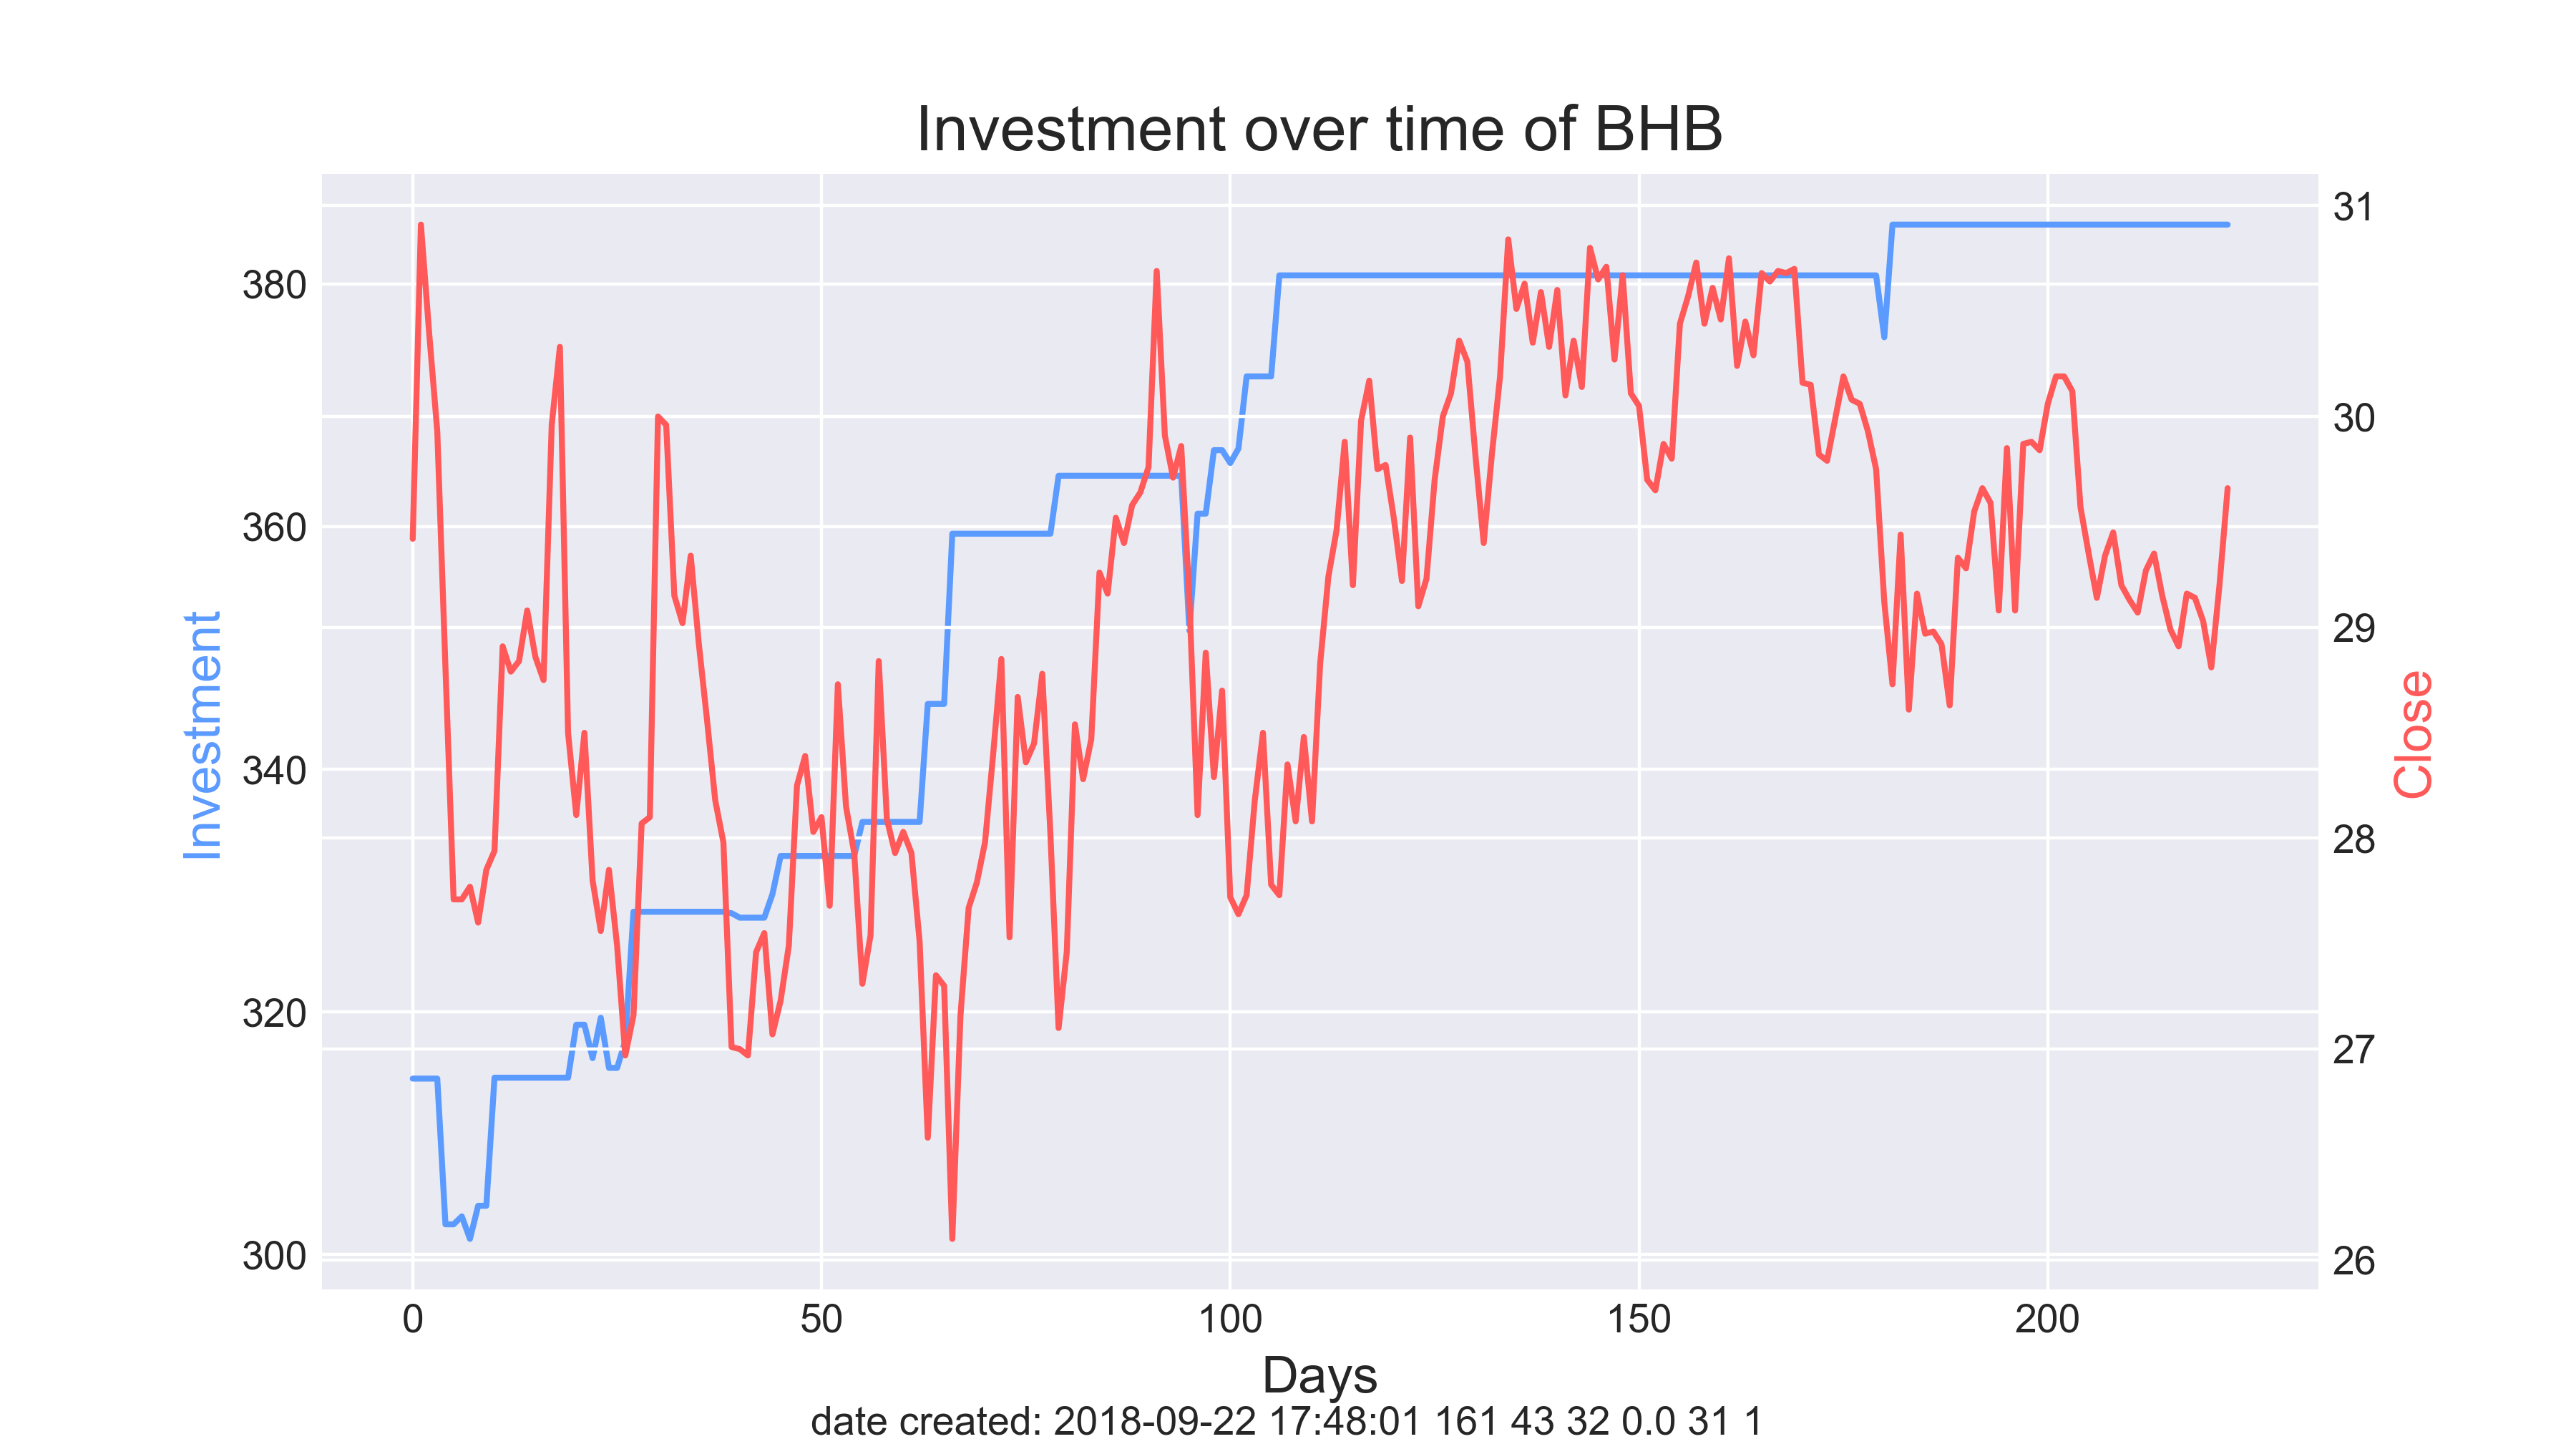 Investment over time of BHB
Investment
380
360
340
320
300
31
30
29
28
27
26
Close
0 50 100 150 200
Days
date created: 2018-09-22 17:48:01 161 43 32 0.0 31 1